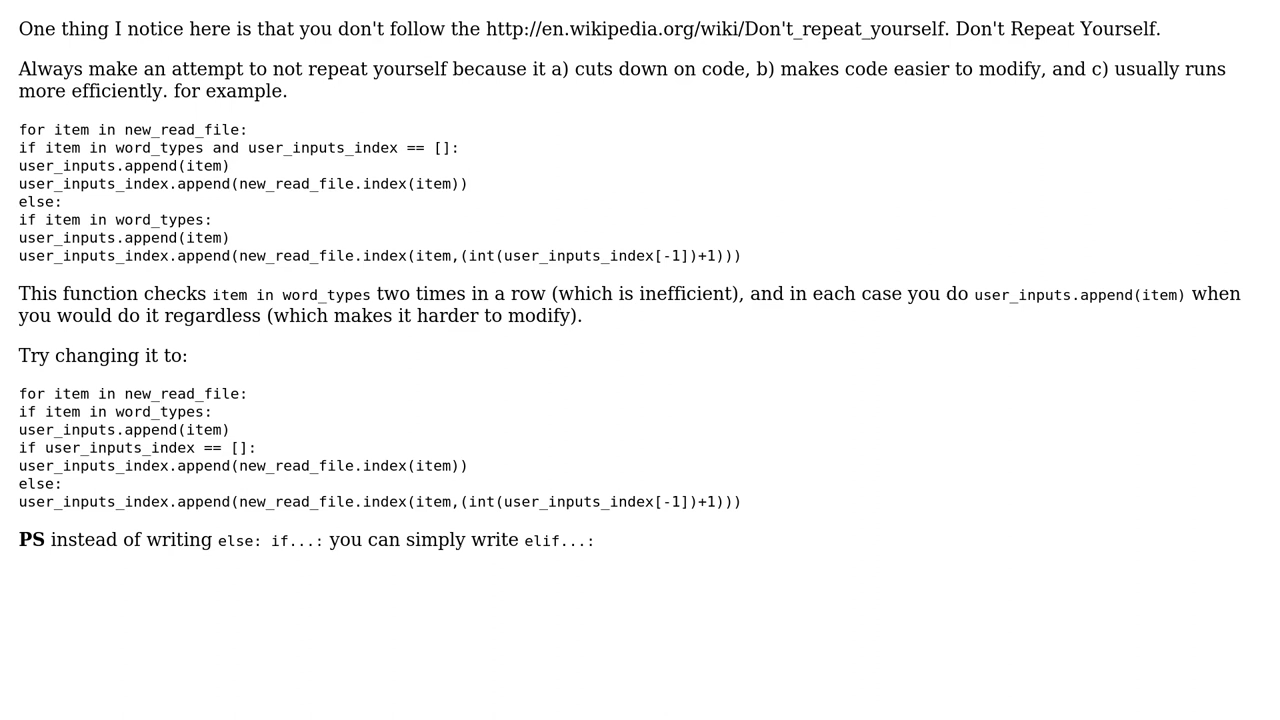 One thing I notice here is that you don't follow the http://en.wikipedia.org/wiki/Don't_repeat_yourself. Don't Repeat Yourself.
Always make an attempt to not repeat yourself because it a) cuts down on code, b) makes code easier to modify, and c) usually runs
more efficiently. for example.
for item in new_read_file:
if item in word_types and user_inputs_index == []:
user_inputs.append(item)
user_inputs_index.append(new_read_file.index(item))
else:
if item in word_types:
user_inputs.append(item)
user_inputs_index.append(new_read_file.index(item,(int(user_inputs_index[-1])+1)))
This function checks item in word_types two times in a row (which is inefficient), and in each case you do user_inputs.append(item) when
you would do it regardless (which makes it harder to modify).
Try changing it to:
for item in new_read_file:
if item in word_types:
user_inputs.append(item)
if user_inputs_index == []:
user_inputs_index.append(new_read_file.index(item))
else:
user_inputs_index.append(new_read_file.index(item,(int(user_inputs_index[-1])+1)))
PS instead of writing else: if...: you can simply write elif...: